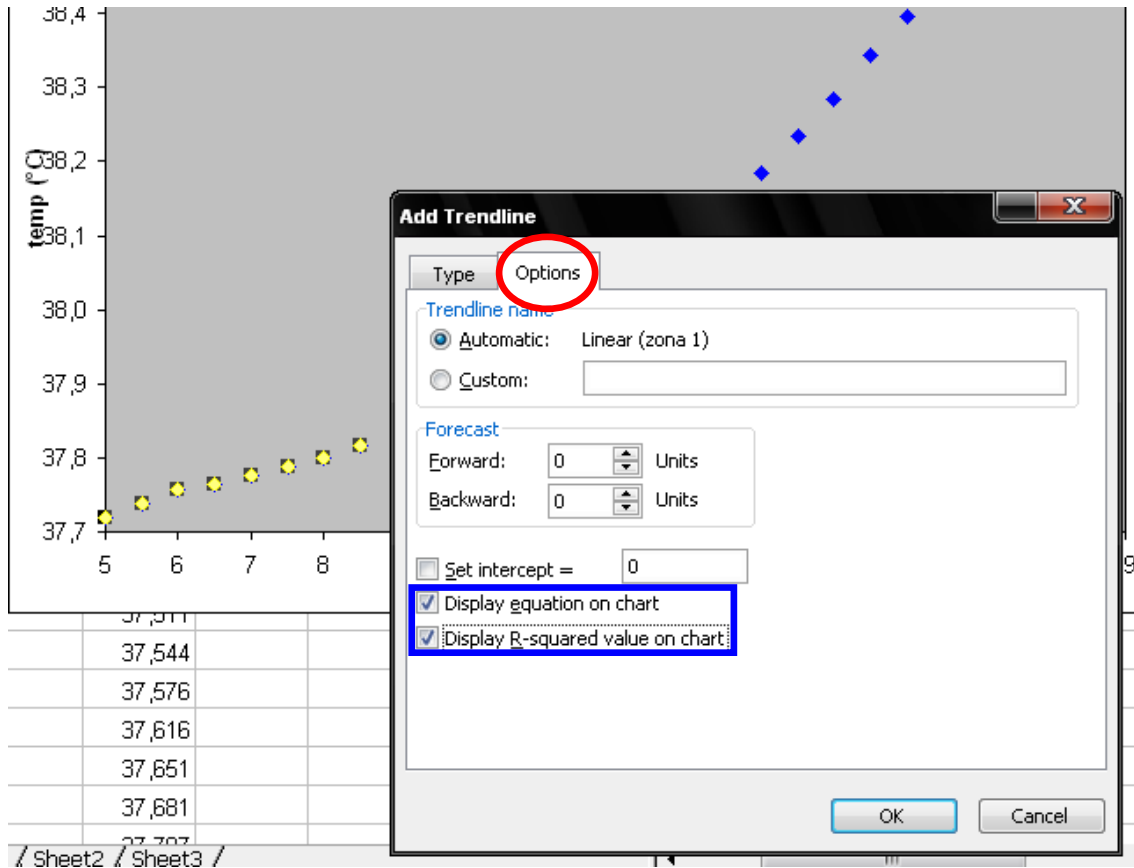 38,4
38,3
38,2
temp (°C)
38,1
38,0
37,9
37,8
37,7
5 6 7 8 9
Add Trendline
Type Options
Trendline name
Automatic: Linear (zona 1)
Custom:
Forecast
Forward: 0 Units
Backward: 0 Units
Set intercept = 0
Display equation on chart
Display R-squared value on chart
OK Cancel
37,511
37,544
37,576
37,616
37,651
37,681
Sheet2 / Sheet3 /